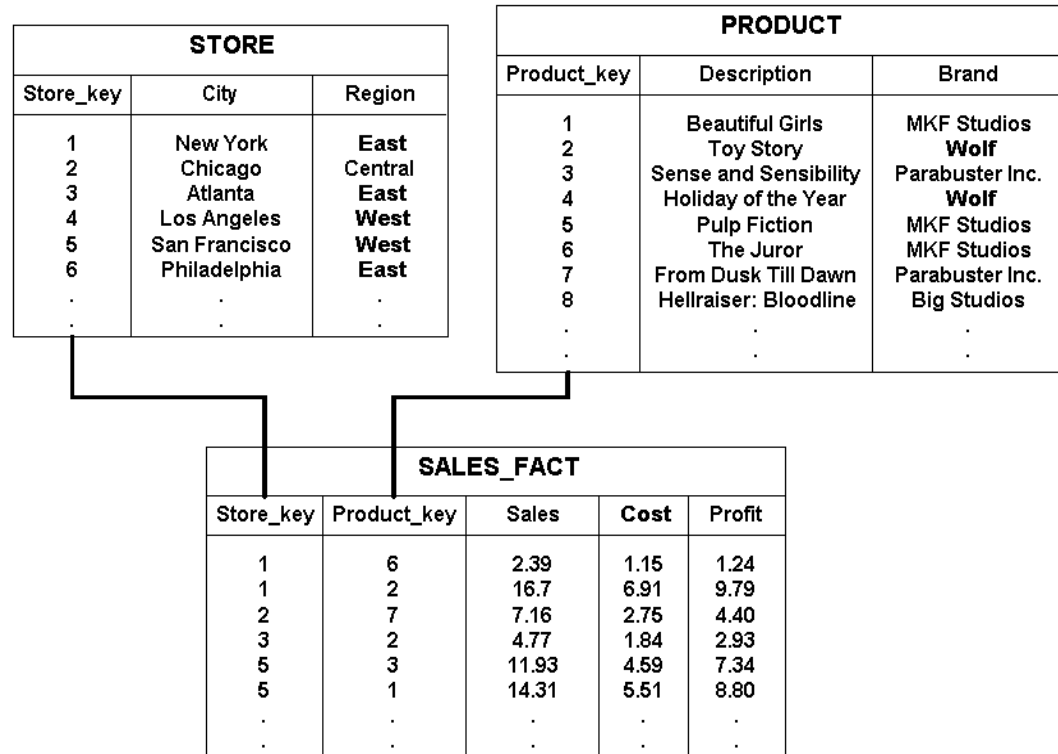 STORE
Store_key City Region
1 New York East
2 Chicago Central
3 Atlanta East
4 Los Angeles West
5 San Francisco West
6 Philadelphia East
. . .
. . .
PRODUCT
Product_key Description Brand
1 Beautiful Girls MKF Studios
2 Toy Story Wolf
3 Sense and Sensibility Parabuster Inc.
4 Holiday of the Year Wolf
5 Pulp Fiction MKF Studios
6 The Juror MKF Studios
7 From Dusk Till Dawn Parabuster Inc.
8 Hellraiser: Bloodline Big Studios
. . .
. . .
SALES_FACT
Store_key Product_key Sales Cost Profit
1 6 2.39 1.15 1.24
1 2 16.7 6.91 9.79
2 7 7.16 2.75 4.40
3 2 4.77 1.84 2.93
5 3 11.93 4.59 7.34
5 1 14.31 5.51 8.80
. . . . .
. . . . .